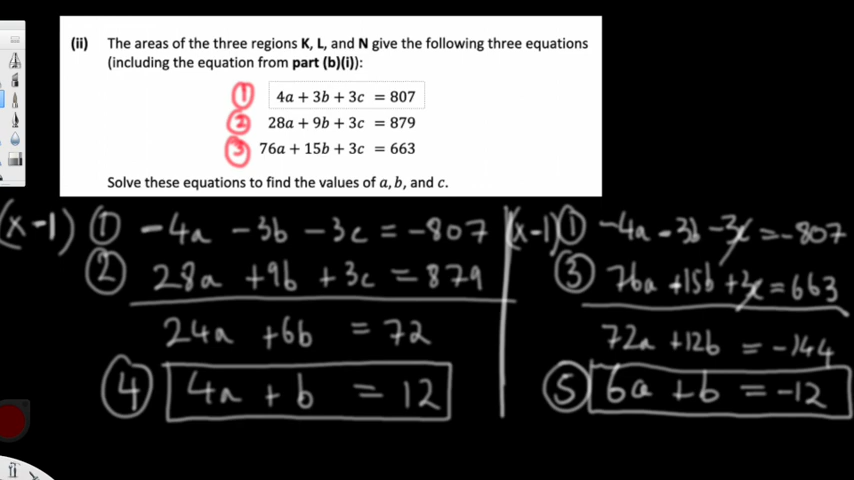 (ii) The areas of the three regions K, L, and N give the following three equations
(including the equation from part (b)(i)):
① 4a + 3b + 3c = 807
② 28a + 9b + 3c = 879
③ 76a + 15b + 3c = 663
Solve these equations to find the values of a, b, and c.
(x-1) ① -4a -3b -3c = -807
② 28a +9b +3c = 879
24a +6b = 72
④ 4a + b = 12
(x-1) ① -4a -3b -3c = -807
③ 76a +15b +3c = 663
72a +12b = -144
⑤ 6a + b = -12